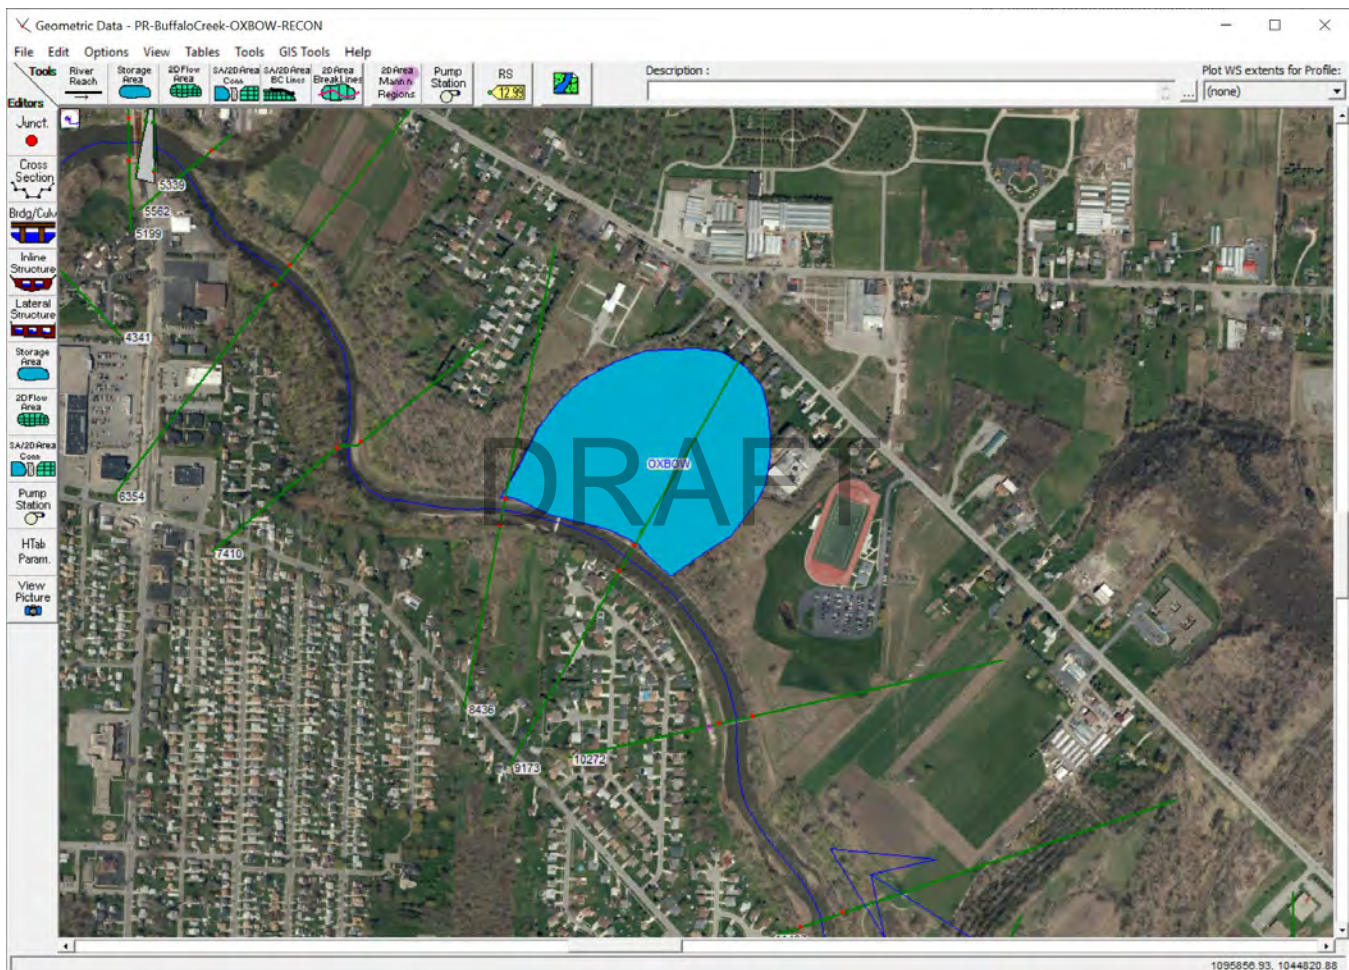 Geometric Data - PR-BuffaloCreek-OXBOW-RECON
File Edit Options View Tables Tools GIS Tools Help
Tools
Editors
River Reach
Storage Area
2D Flow Area
SA/2D Area Conn
SA/2D Area BC Lines
2D Area BreakLines
2D Area Mann n Regions
Pump Station
RS
12.99
Description :
...
Plot WS extents for Profile:
(none)
Junct.
Cross Section
Brdg/Culv
Inline Structure
Lateral Structure
Storage Area
2D Flow Area
SA/2D Area Conn
Pump Station
HTab Param.
View Picture
5339
5562
5199
4341
6354
7410
OXBOW
DRAFT
8436
9173
10272
1095856.93, 1044820.88